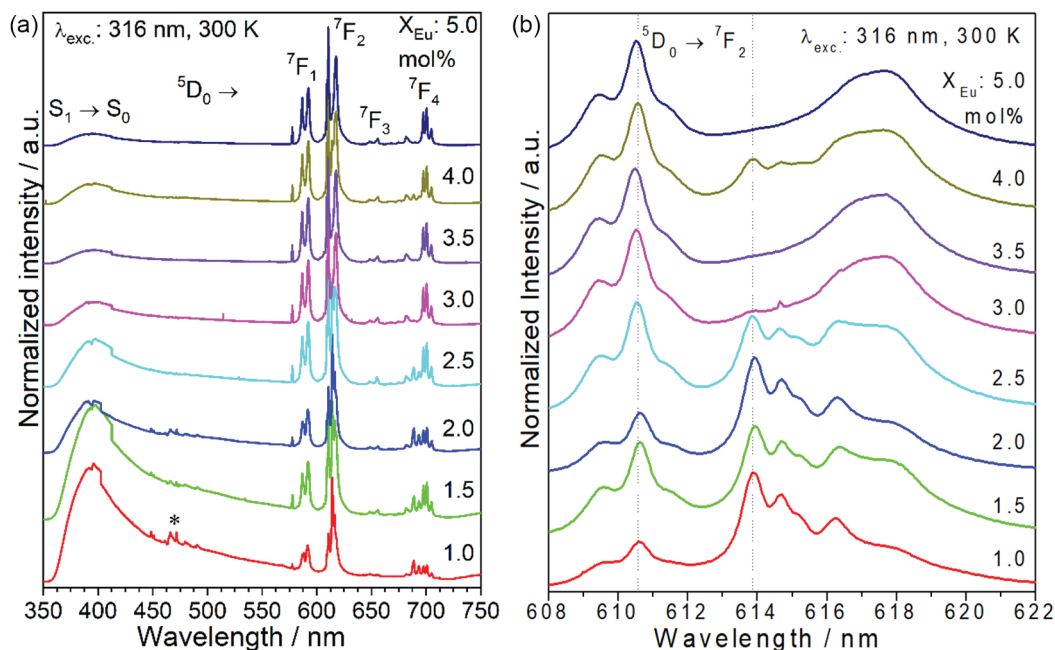 (a)
λexc.: 316 nm, 300 K
⁷F₂
X_Eu: 5.0
mol%
⁷F₁
⁵D₀ →
⁷F₄
S₁ → S₀
⁷F₃
4.0
3.5
3.0
2.5
2.0
1.5
*
1.0
Normalized intensity / a.u.
350 400 450 500 550 600 650 700 750
Wavelength / nm
(b)
⁵D₀ → ⁷F₂
λexc.: 316 nm, 300 K
X_Eu: 5.0
mol%
4.0
3.5
3.0
2.5
2.0
1.5
1.0
Normalized Intensity / a.u.
608 610 612 614 616 618 620 622
Wavelength / nm